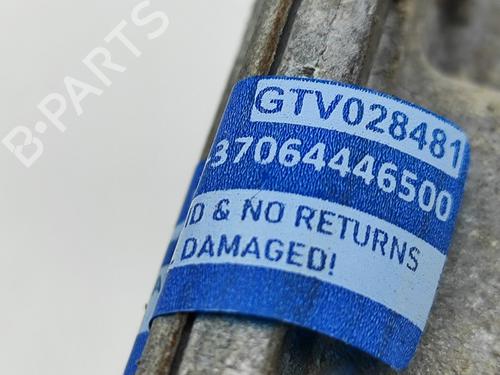 B-PARTS
GTV028481
37064446500
& NO RETURNS
DAMAGED!